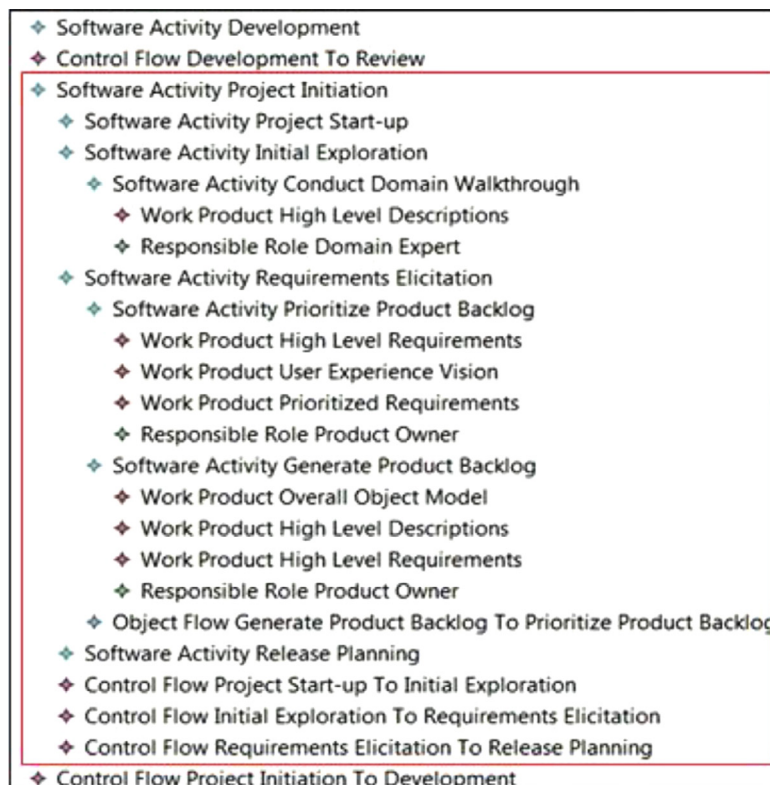 Software Activity Development
Control Flow Development To Review
Software Activity Project Initiation
Software Activity Project Start-up
Software Activity Initial Exploration
Software Activity Conduct Domain Walkthrough
Work Product High Level Descriptions
Responsible Role Domain Expert
Software Activity Requirements Elicitation
Software Activity Prioritize Product Backlog
Work Product High Level Requirements
Work Product User Experience Vision
Work Product Prioritized Requirements
Responsible Role Product Owner
Software Activity Generate Product Backlog
Work Product Overall Object Model
Work Product High Level Descriptions
Work Product High Level Requirements
Responsible Role Product Owner
Object Flow Generate Product Backlog To Prioritize Product Backlog
Software Activity Release Planning
Control Flow Project Start-up To Initial Exploration
Control Flow Initial Exploration To Requirements Elicitation
Control Flow Requirements Elicitation To Release Planning
Control Flow Project Initiation To Development